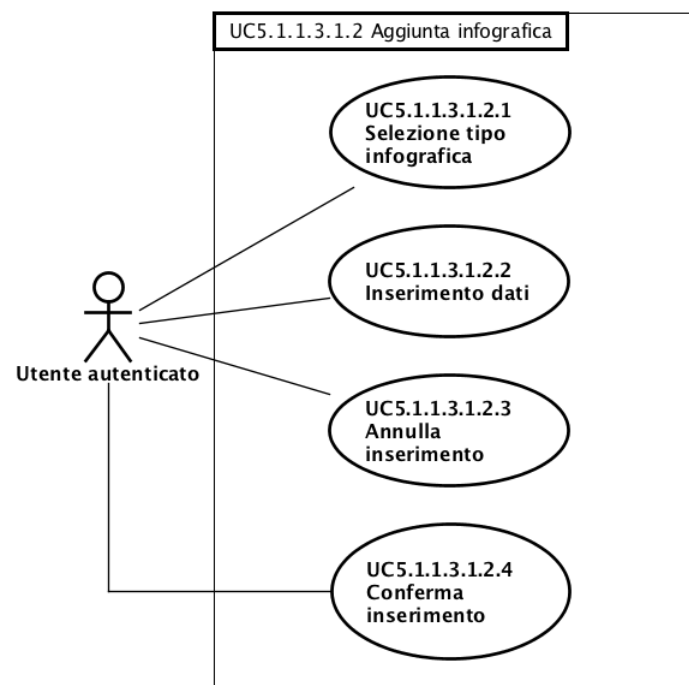 UC5.1.1.3.1.2 Aggiunta infografica
UC5.1.1.3.1.2.1
Selezione tipo
infografica
UC5.1.1.3.1.2.2
Inserimento dati
Utente autenticato
UC5.1.1.3.1.2.3
Annulla
inserimento
UC5.1.1.3.1.2.4
Conferma
inserimento